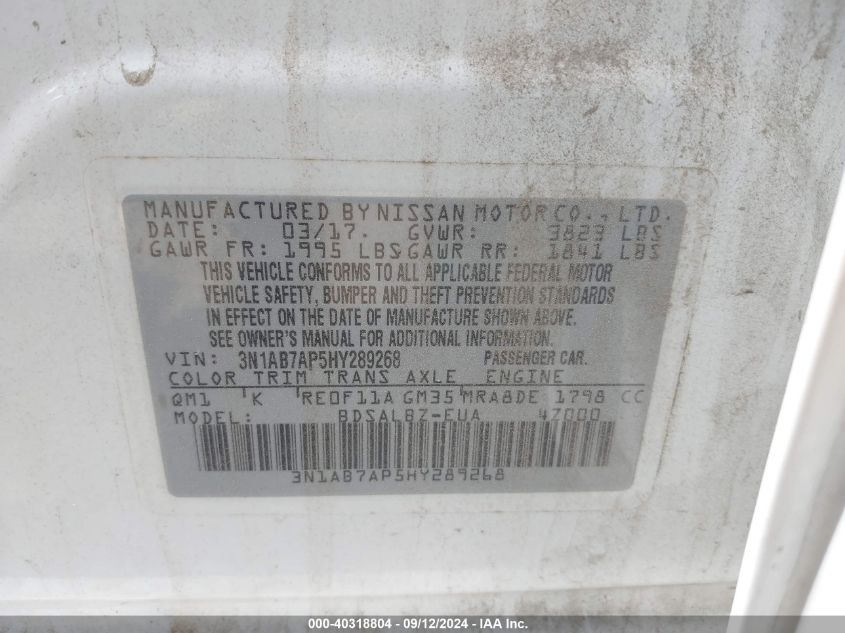 MANUFACTURED BY NISSAN MOTOR CO., LTD.
DATE: 03/17. GVWR: 3823 LBS
GAWR FR: 1995 LBS GAWR RR: 1841 LBS
THIS VEHICLE CONFORMS TO ALL APPLICABLE FEDERAL MOTOR
VEHICLE SAFETY, BUMPER AND THEFT PREVENTION STANDARDS
IN EFFECT ON THE DATE OF MANUFACTURE SHOWN ABOVE.
SEE OWNER'S MANUAL FOR ADDITIONAL INFORMATION.
VIN: 3N1AB7AP5HY289268 PASSENGER CAR.
COLOR TRIM TRANS AXLE ENGINE
QM1 K RE0F11A GM35 MRA8DE 1798 CC
MODEL: BDSALBZ-EUA 4Z000
3N1AB7AP5HY289268
000-40318804 - 09/12/2024 - IAA Inc.